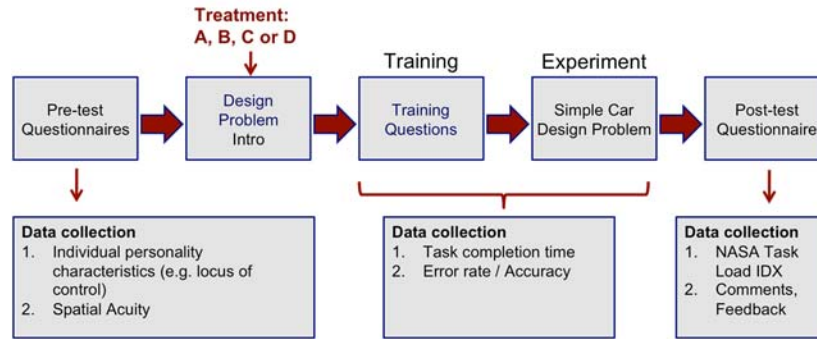 Treatment:
A, B, C or D
Training
Experiment
Pre-test
Questionnaires
Design
Problem
Intro
Training
Questions
Simple Car
Design Problem
Post-test
Questionnaire
Data collection
1. Individual personality
characteristics (e.g. locus of
control)
2. Spatial Acuity
Data collection
1. Task completion time
2. Error rate / Accuracy
Data collection
1. NASA Task
Load IDX
2. Comments,
Feedback